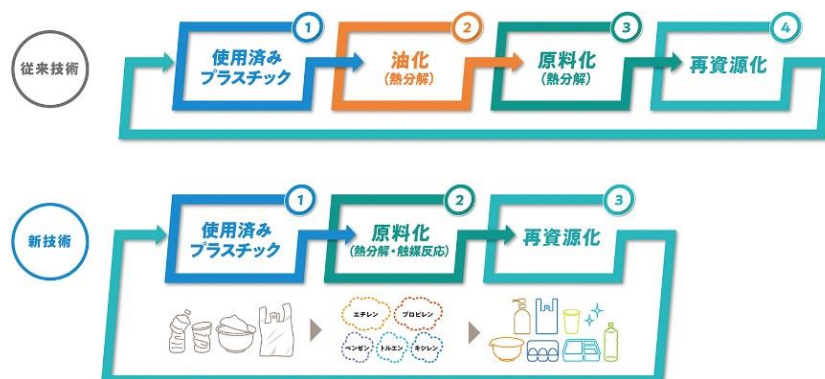 従来技術
1
使用済み
プラスチック
2
油化
(熱分解)
3
原料化
(熱分解)
4
再資源化
新技術
1
使用済み
プラスチック
2
原料化
(熱分解・触媒反応)
3
再資源化
エチレン
プロピレン
ベンゼン
トルエン
キシレン